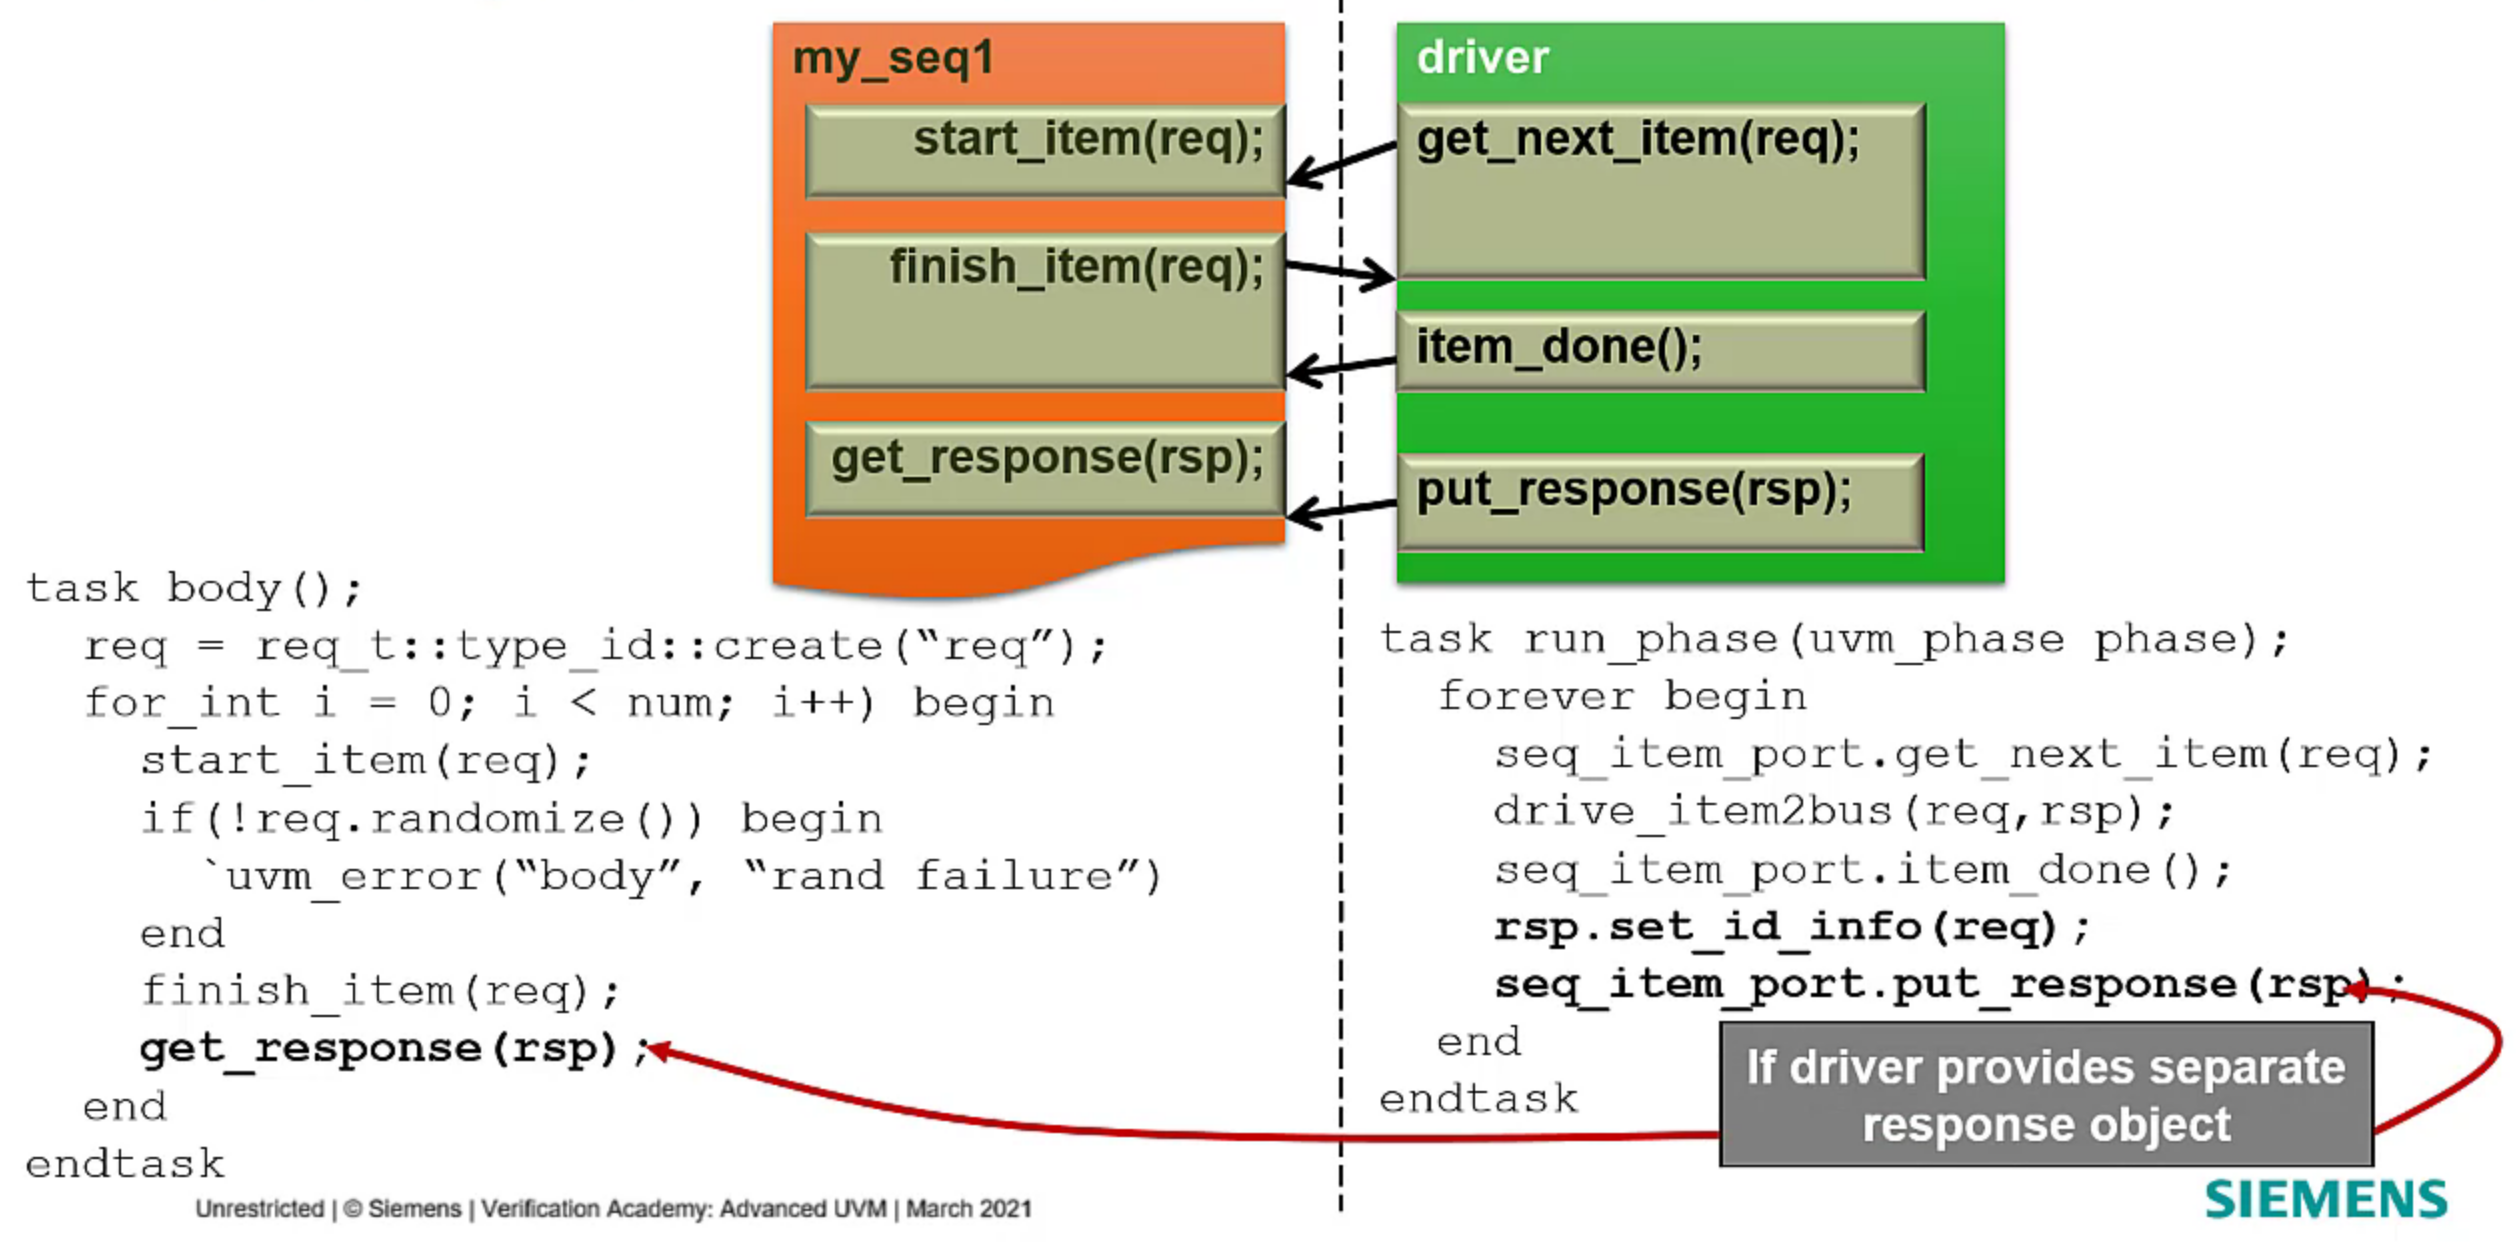 my_seq1
start_item(req);
finish_item(req);
get_response(rsp);
driver
get_next_item(req);
item_done();
put_response(rsp);
task body();
req = req_t::type_id::create(“req”);
for_int i = 0; i < num; i++) begin
start_item(req);
if(!req.randomize()) begin
`uvm_error(“body”, “rand failure”)
end
finish_item(req);
get_response(rsp);
end
endtask
task run_phase(uvm_phase phase);
forever begin
seq_item_port.get_next_item(req);
drive_item2bus(req,rsp);
seq_item_port.item_done();
rsp.set_id_info(req);
seq_item_port.put_response(rsp);
end
endtask
If driver provides separate
response object
Unrestricted | © Siemens | Verification Academy: Advanced UVM | March 2021
SIEMENS